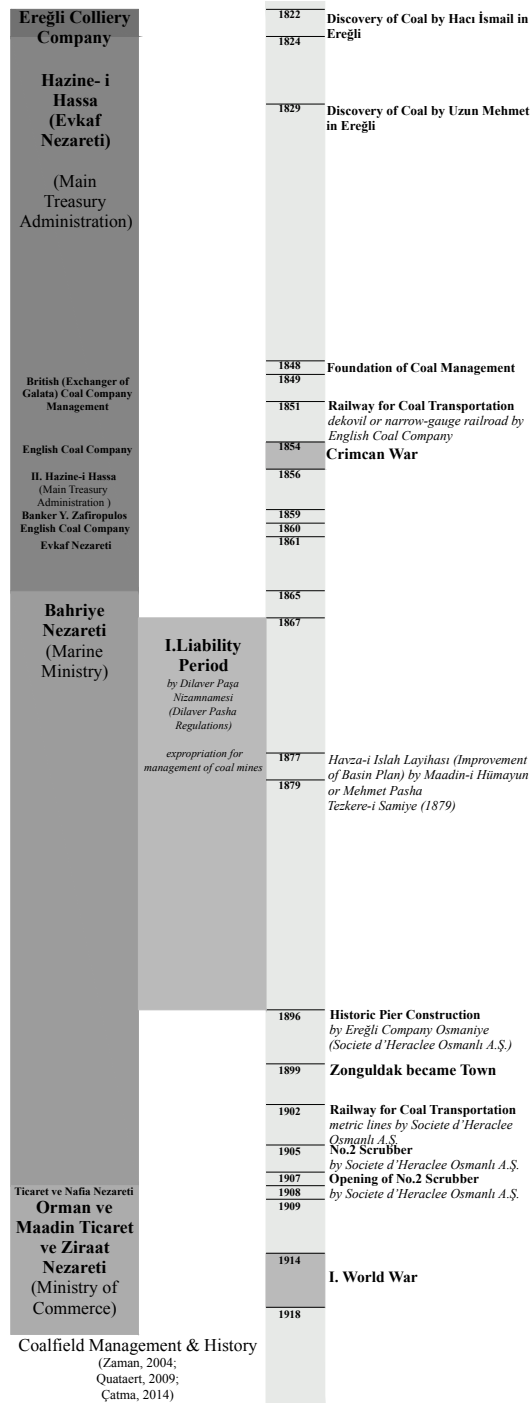 Ereğli Colliery
Company
Hazine- i
Hassa
(Evkaf
Nezareti)
(Main
Treasury
Administration)
British (Exchanger of
Galata) Coal Company
Management
English Coal Company
II. Hazine-i Hassa
(Main Treasury
Administration )
Banker Y. Zafiropulos
English Coal Company
Evkaf Nezareti
Bahriye
Nezareti
(Marine
Ministry)
Ticaret ve Nafia Nezareti
Orman ve
Maadin Ticaret
ve Ziraat
Nezareti
(Ministry of
Commerce)
I.Liability
Period
by Dilaver Paşa
Nizamnamesi
(Dilaver Pasha
Regulations)
expropriation for
management of coal mines
1822
Discovery of Coal by Hacı İsmail in
Ereğli
1824
1829
Discovery of Coal by Uzun Mehmet
in Ereğli
1848
Foundation of Coal Management
1849
1851
Railway for Coal Transportation
dekovil or narrow-gauge railroad by
English Coal Company
1854
Crimcan War
1856
1859
1860
1861
1865
1867
1877
Havza-i Islah Layihası (Improvement
of Basin Plan) by Maadin-i Hümayun
or Mehmet Pasha
1879
Tezkere-i Samiye (1879)
1896
Historic Pier Construction
by Ereğli Company Osmaniye
(Societe d’Heraclee Osmanlı A.Ş.)
1899
Zonguldak became Town
1902
Railway for Coal Transportation
metric lines by Societe d’Heraclee
Osmanlı A.Ş.
1905
No.2 Scrubber
by Societe d’Heraclee Osmanlı A.Ş.
1907
Opening of No.2 Scrubber
1908
by Societe d’Heraclee Osmanlı A.Ş.
1909
1914
I. World War
1918
Coalfield Management & History
(Zaman, 2004;
Quataert, 2009;
Çatma, 2014)